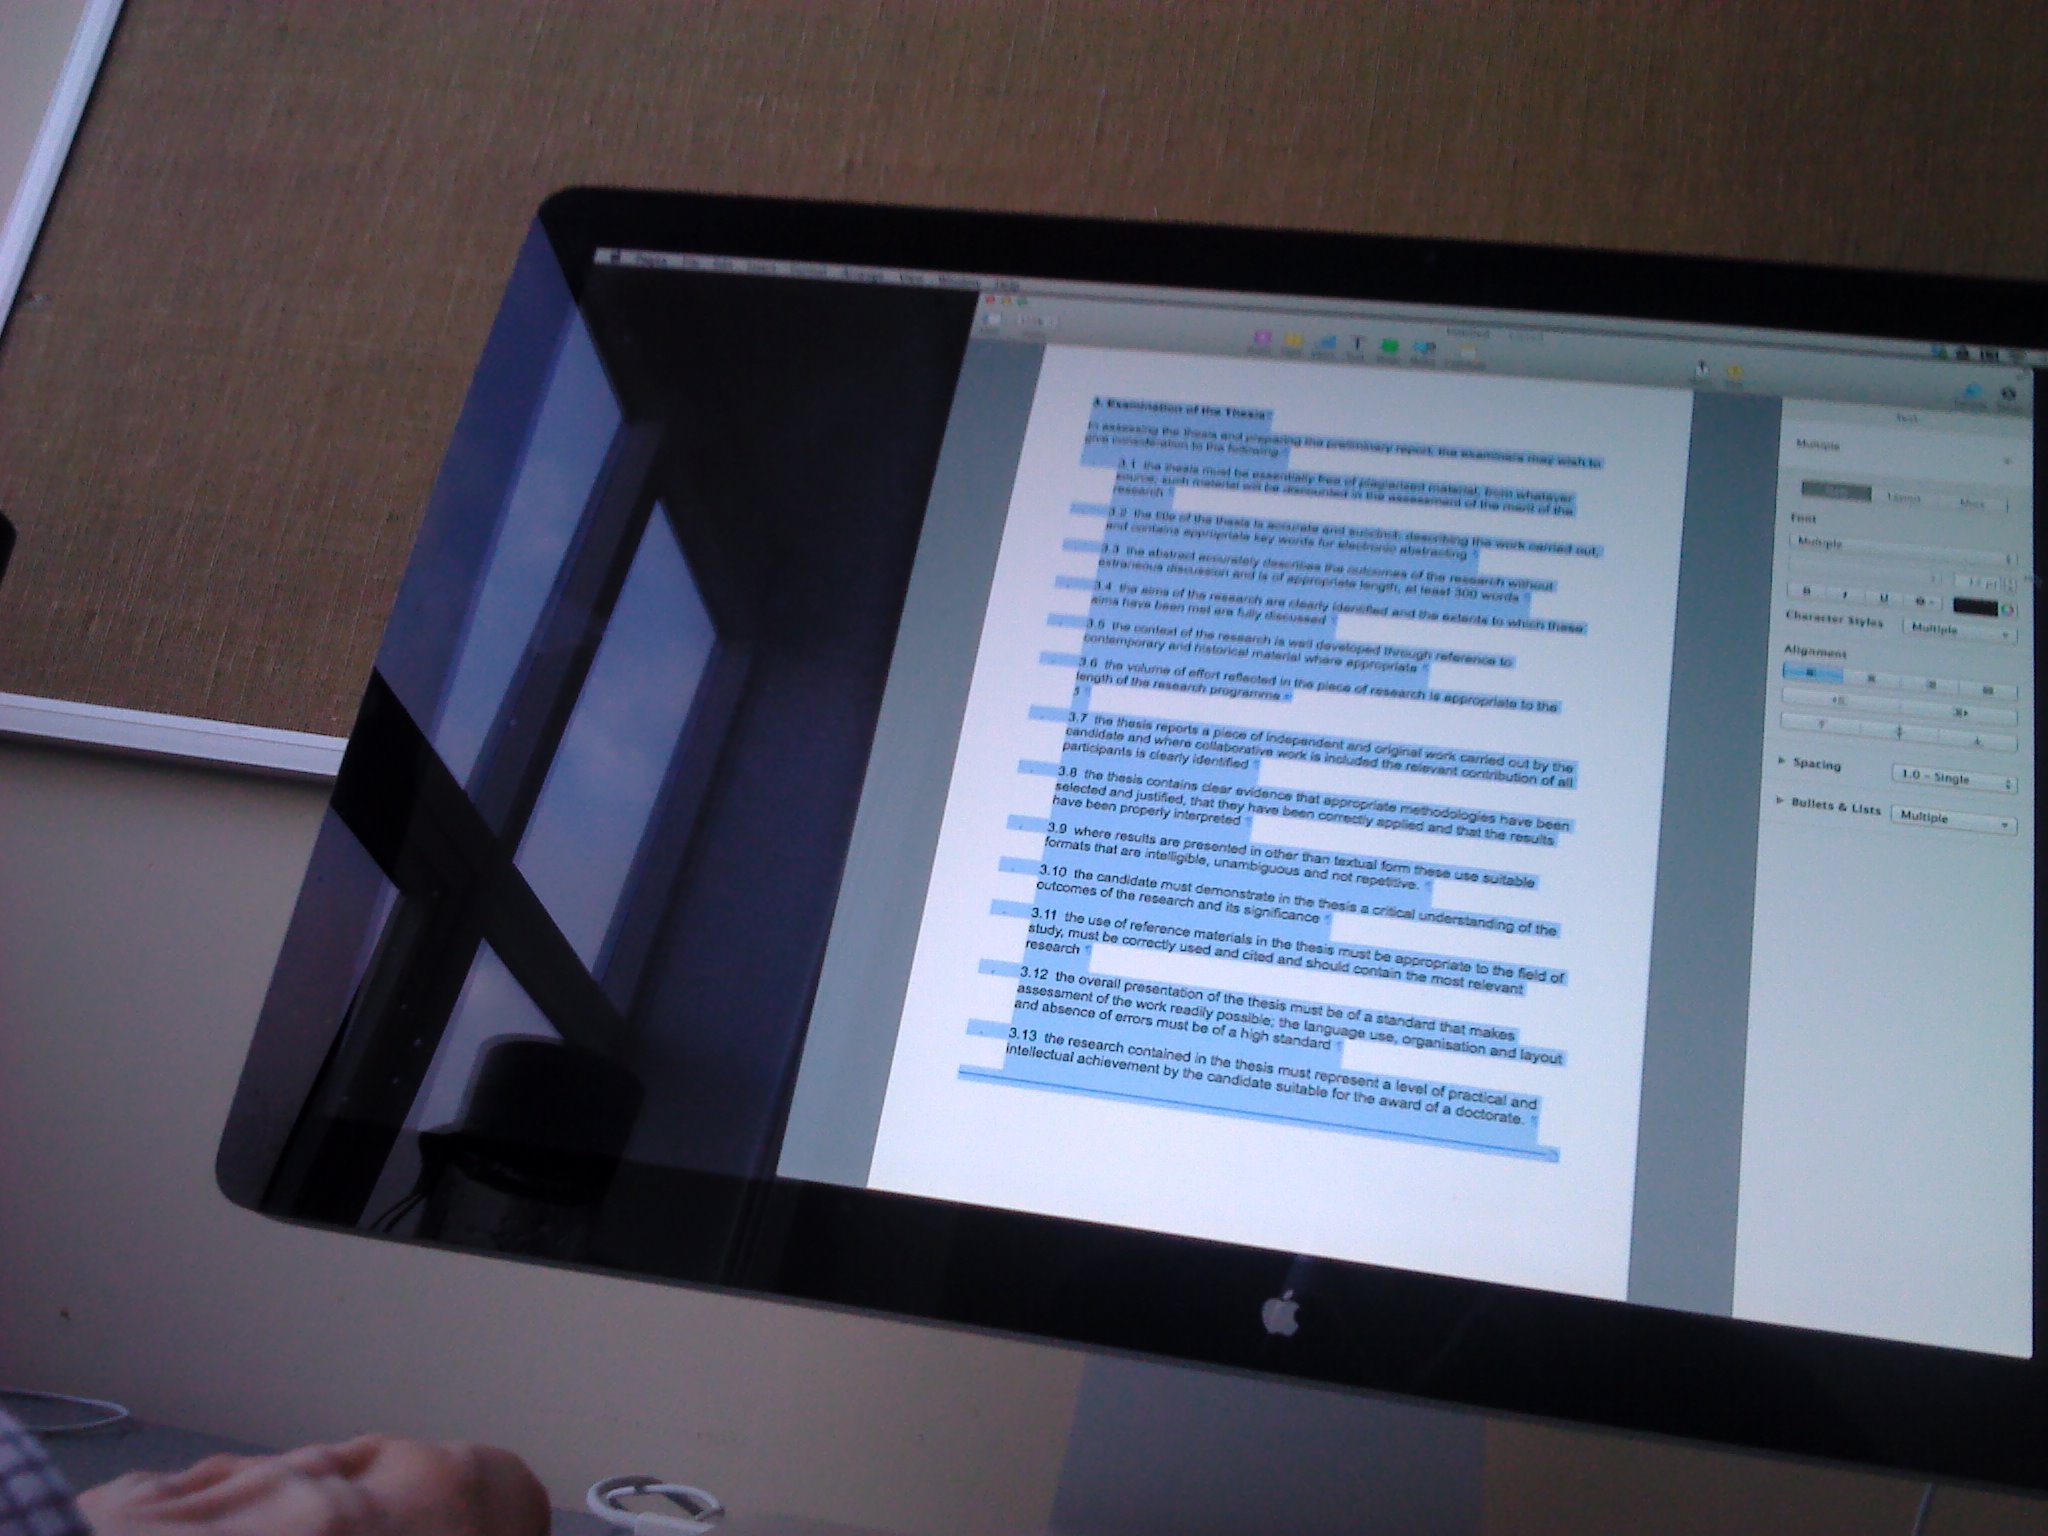 Pages
Help
3. Examination of the Thesis
In assessing the thesis and preparing the preliminary report, the examiners may wish to
give consideration to the following:
3.1 the thesis must be essentially free of plagiarised material, from whatever
source; such material will be discounted in the assessment of the merit of the
research
3.2 the title of the thesis is accurate and succinct, describing the work carried out,
and contains appropriate key words for electronic abstracting
3.3 the abstract accurately describes the outcomes of the research without
extraneous discussion and is of appropriate length, at least 300 words
3.4 the aims of the research are clearly identified and the extents to which these
aims have been met are fully discussed
3.5 the context of the research is well developed through reference to
contemporary and historical material where appropriate
3.6 the volume of effort reflected in the piece of research is appropriate to the
length of the research programme
5
3.7 the thesis reports a piece of independent and original work carried out by the
candidate and where collaborative work is included the relevant contribution of all
participants is clearly identified
3.8 the thesis contains clear evidence that appropriate methodologies have been
selected and justified, that they have been correctly applied and that the results
have been properly interpreted
3.9 where results are presented in other than textual form these use suitable
formats that are intelligible, unambiguous and not repetitive.
3.10 the candidate must demonstrate in the thesis a critical understanding of the
outcomes of the research and its significance
3.11 the use of reference materials in the thesis must be appropriate to the field of
study, must be correctly used and cited and should contain the most relevant
research
3.12 the overall presentation of the thesis must be of a standard that makes
assessment of the work readily possible; the language use, organisation and layout
and absence of errors must be of a high standard
3.13 the research contained in the thesis must represent a level of practical and
intellectual achievement by the candidate suitable for the award of a doctorate.
Text
Multiple
Style Layout More
Font
Multiple
B I U
Character Styles Multiple
Alignment
Spacing 1.0 - Single
Bullets & Lists Multiple